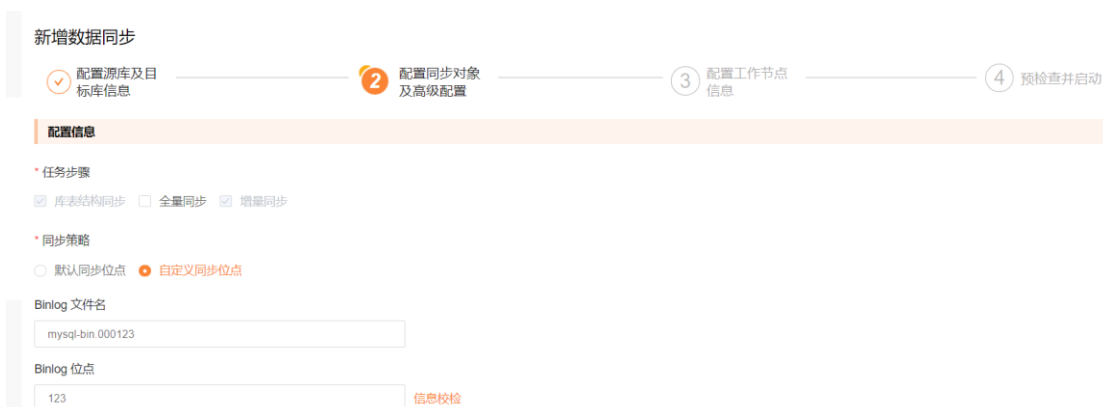 新增数据同步
配置源库及目
标库信息
2
配置同步对象
及高级配置
3
配置工作节点
信息
4
预检查并启动
配置信息
* 任务步骤
库表结构同步 全量同步 增量同步
* 同步策略
默认同步位点 自定义同步位点
Binlog 文件名
mysql-bin.000123
Binlog 位点
123 信息校检